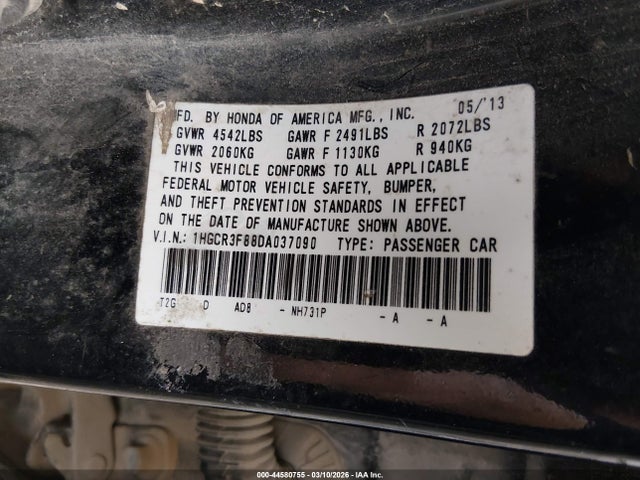 MFD. BY HONDA OF AMERICA MFG., INC. 05/'13
GVWR 4542LBS GAWR F 2491LBS R 2072LBS
GVWR 2060KG GAWR F 1130KG R 940KG
THIS VEHICLE CONFORMS TO ALL APPLICABLE
FEDERAL MOTOR VEHICLE SAFETY, BUMPER,
AND THEFT PREVENTION STANDARDS IN EFFECT
ON THE DATE OF MANUFACTURE SHOWN ABOVE.
V.I.N.: 1HGCR3F88DA037090 TYPE: PASSENGER CAR
T2G D AD8 - NH731P - A - A
000-44580755 - 03/10/2026 - IAA Inc.